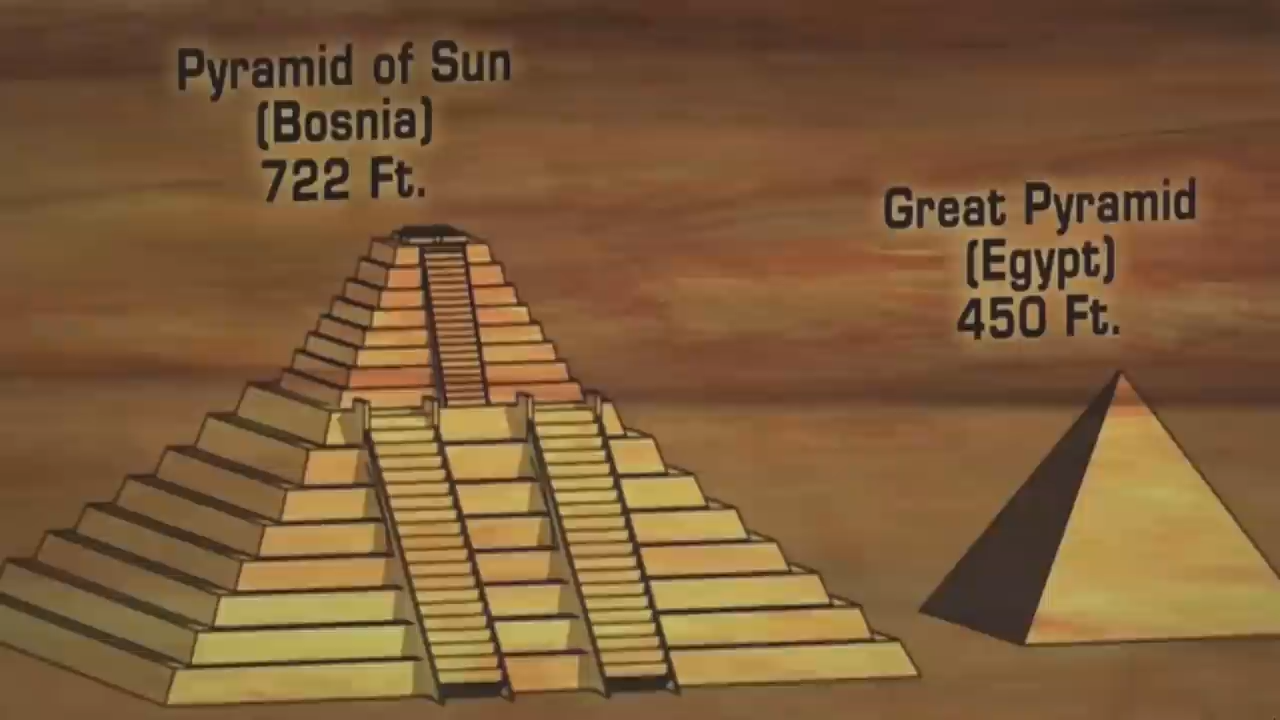 Pyramid of Sun
(Bosnia)
722 Ft.
Great Pyramid
(Egypt)
450 Ft.